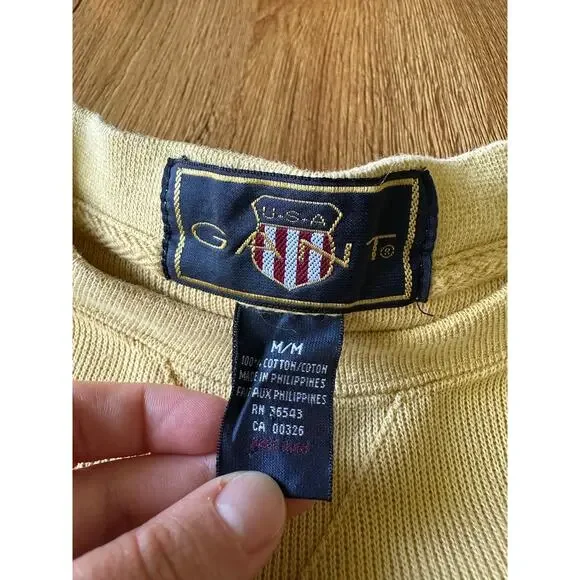 U·S·A
GANT®
M/M
100% COTTON/COTON
MADE IN PHILIPPINES
FAIT AUX PHILIPPINES
RN 36543
CA 00326